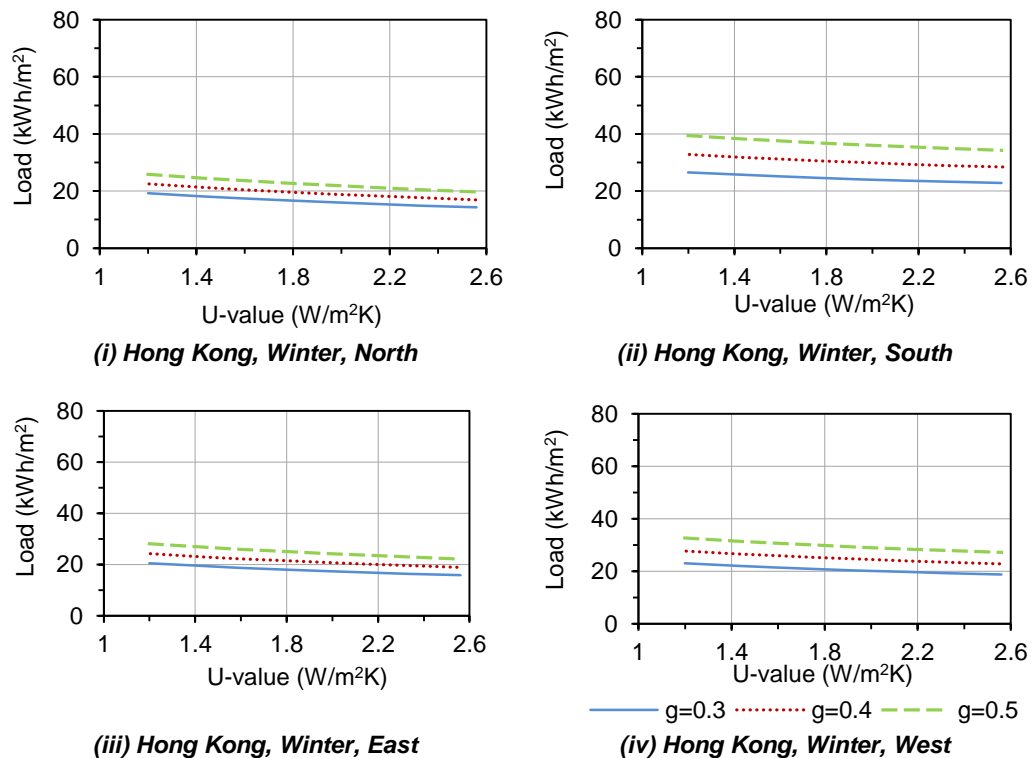 80
60
40
20
0
Load (kWh/m²)
1 1.4 1.8 2.2 2.6
U-value (W/m²K)
(i) Hong Kong, Winter, North
80
60
40
20
0
Load (kWh/m²)
1 1.4 1.8 2.2 2.6
U-value (W/m²K)
(ii) Hong Kong, Winter, South
80
60
40
20
0
Load (kWh/m²)
1 1.4 1.8 2.2 2.6
U-value (W/m²K)
(iii) Hong Kong, Winter, East
80
60
40
20
0
Load (kWh/m²)
1 1.4 1.8 2.2 2.6
U-value (W/m²K)
g=0.3 g=0.4 g=0.5
(iv) Hong Kong, Winter, West